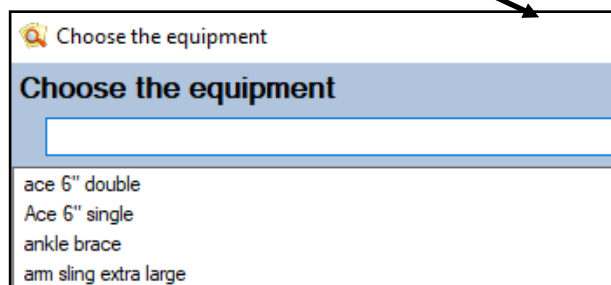 Choose the equipment
Choose the equipment
ace 6" double
Ace 6" single
ankle brace
arm sling extra large